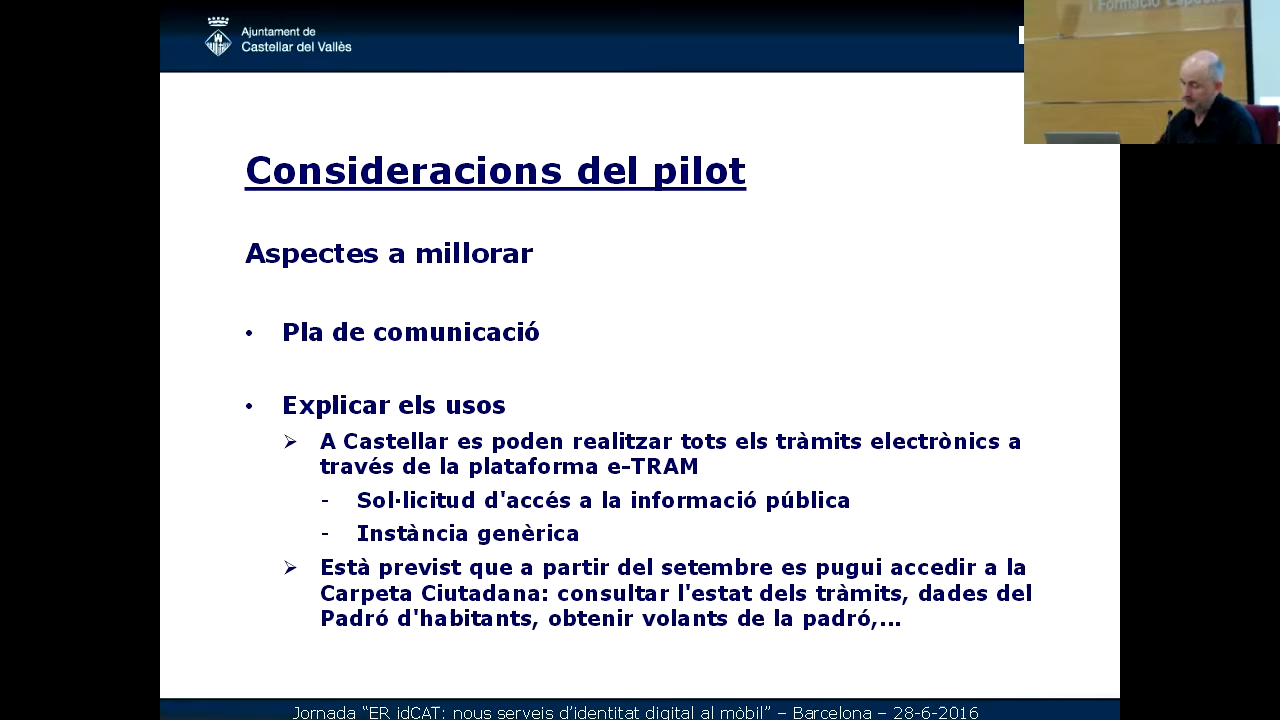 Ajuntament de
Castellar del Vallès
i Formació Especial
Consideracions del pilot
Aspectes a millorar
• Pla de comunicació
• Explicar els usos
A Castellar es poden realitzar tots els tràmits electrònics a
través de la plataforma e-TRAM
- Sol·licitud d'accés a la informació pública
- Instància genèrica
Està previst que a partir del setembre es pugui accedir a la
Carpeta Ciutadana: consultar l'estat dels tràmits, dades del
Padró d'habitants, obtenir volants de la padró,...
Jornada “ER idCAT: nous serveis d’identitat digital al mòbil” – Barcelona – 28-6-2016